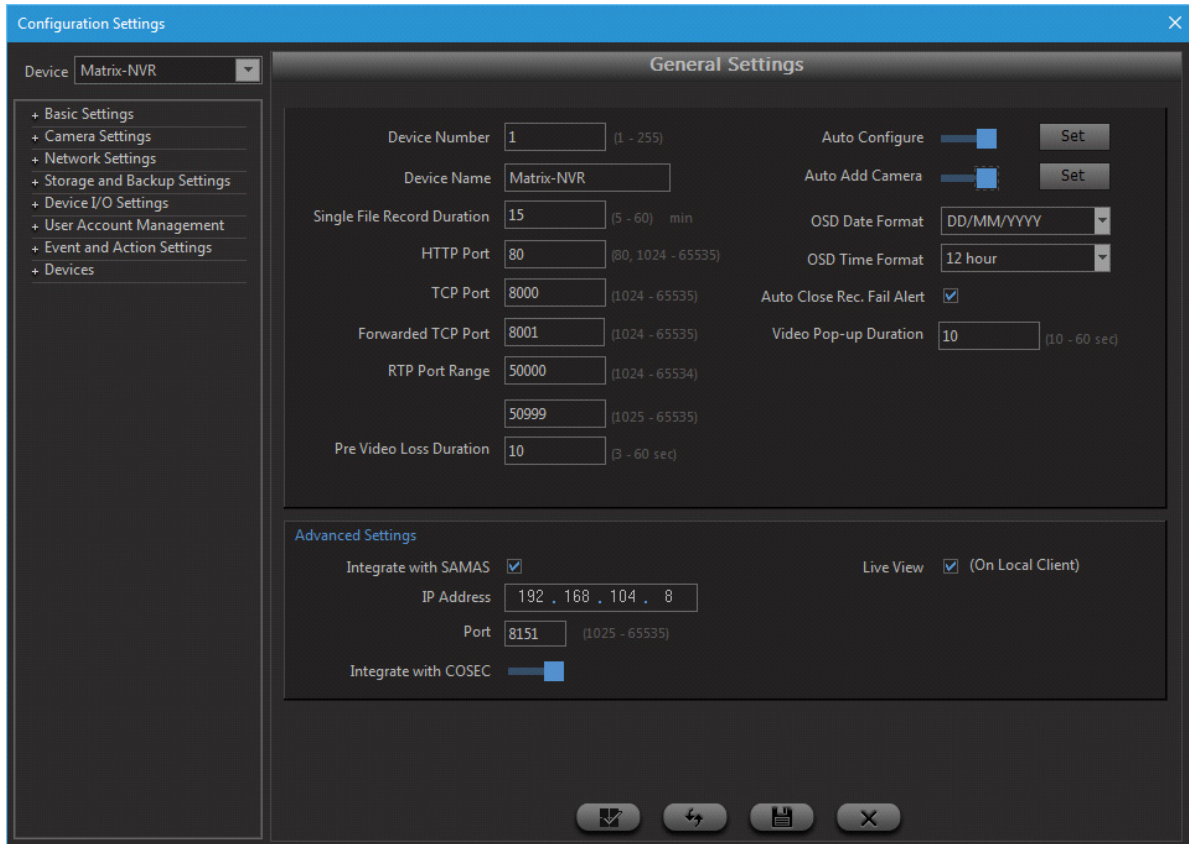 Configuration Settings
Device Matrix-NVR
+ Basic Settings
+ Camera Settings
+ Network Settings
+ Storage and Backup Settings
+ Device I/O Settings
+ User Account Management
+ Event and Action Settings
+ Devices
General Settings
Device Number 1 (1 - 255)
Device Name Matrix-NVR
Single File Record Duration 15 (5 - 60) min
HTTP Port 80 (80, 1024 - 65535)
TCP Port 8000 (1024 - 65535)
Forwarded TCP Port 8001 (1024 - 65535)
RTP Port Range 50000 (1024 - 65534)
50999 (1025 - 65535)
Pre Video Loss Duration 10 (3 - 60 sec)
Auto Configure Set
Auto Add Camera Set
OSD Date Format DD/MM/YYYY
OSD Time Format 12 hour
Auto Close Rec. Fail Alert
Video Pop-up Duration 10 (10 - 60 sec)
Advanced Settings
Integrate with SAMAS
IP Address 192 . 168 . 104 . 8
Port 8151 (1025 - 65535)
Integrate with COSEC
Live View (On Local Client)